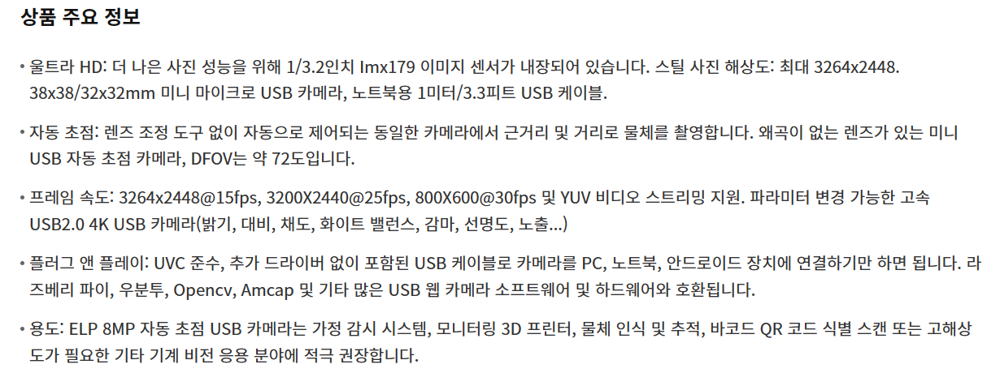 상품 주요 정보
• 울트라 HD: 더 나은 사진 성능을 위해 1/3.2인치 Imx179 이미지 센서가 내장되어 있습니다. 스틸 사진 해상도: 최대 3264x2448.
38x38/32x32mm 미니 마이크로 USB 카메라, 노트북용 1미터/3.3피트 USB 케이블.
• 자동 초점: 렌즈 조정 도구 없이 자동으로 제어되는 동일한 카메라에서 근거리 및 거리로 물체를 촬영합니다. 왜곡이 없는 렌즈가 있는 미니
USB 자동 초점 카메라, DFOV는 약 72도입니다.
• 프레임 속도: 3264x2448@15fps, 3200X2440@25fps, 800X600@30fps 및 YUV 비디오 스트리밍 지원. 파라미터 변경 가능한 고속
USB2.0 4K USB 카메라(밝기, 대비, 채도, 화이트 밸런스, 감마, 선명도, 노출...)
• 플러그 앤 플레이: UVC 준수, 추가 드라이버 없이 포함된 USB 케이블로 카메라를 PC, 노트북, 안드로이드 장치에 연결하기만 하면 됩니다. 라
즈베리 파이, 우분투, Opencv, Amcap 및 기타 많은 USB 웹 카메라 소프트웨어 및 하드웨어와 호환됩니다.
• 용도: ELP 8MP 자동 초점 USB 카메라는 가정 감시 시스템, 모니터링 3D 프린터, 물체 인식 및 추적, 바코드 QR 코드 식별 스캔 또는 고해상
도가 필요한 기타 기계 비전 응용 분야에 적극 권장합니다.